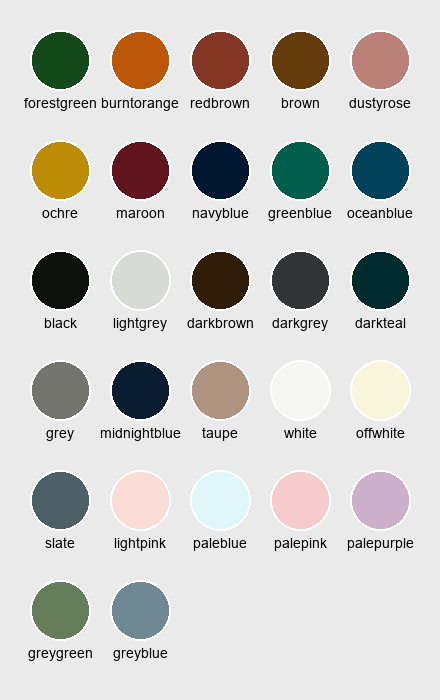 forestgreen burntorange redbrown brown dustyrose
ochre maroon navyblue greenblue oceanblue
black lightgrey darkbrown darkgrey darkteal
grey midnightblue taupe white offwhite
slate lightpink paleblue palepink palepurple
greygreen greyblue